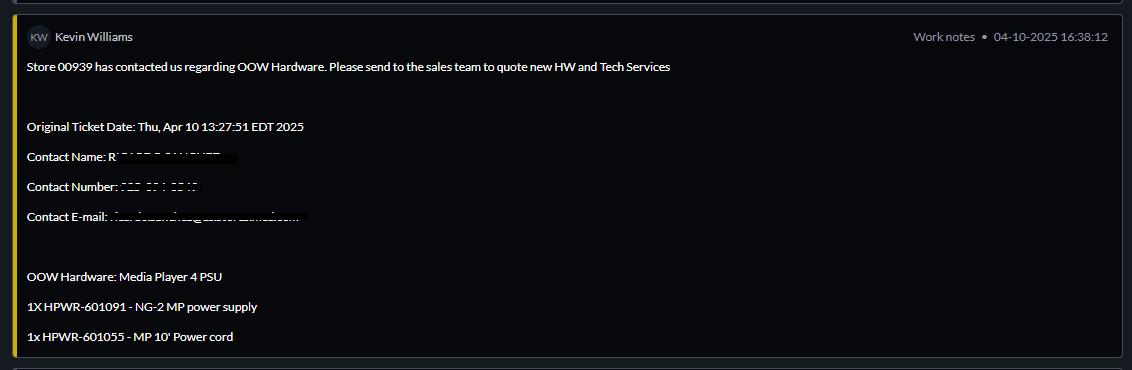 KW Kevin Williams Work notes • 04-10-2025 16:38:12
Store 00939 has contacted us regarding OOW Hardware. Please send to the sales team to quote new HW and Tech Services
Original Ticket Date: Thu, Apr 10 13:27:51 EDT 2025
Contact Name:
Contact Number:
Contact E-mail:
OOW Hardware: Media Player 4 PSU
1X HPWR-601091 - NG-2 MP power supply
1x HPWR-601055 - MP 10' Power cord